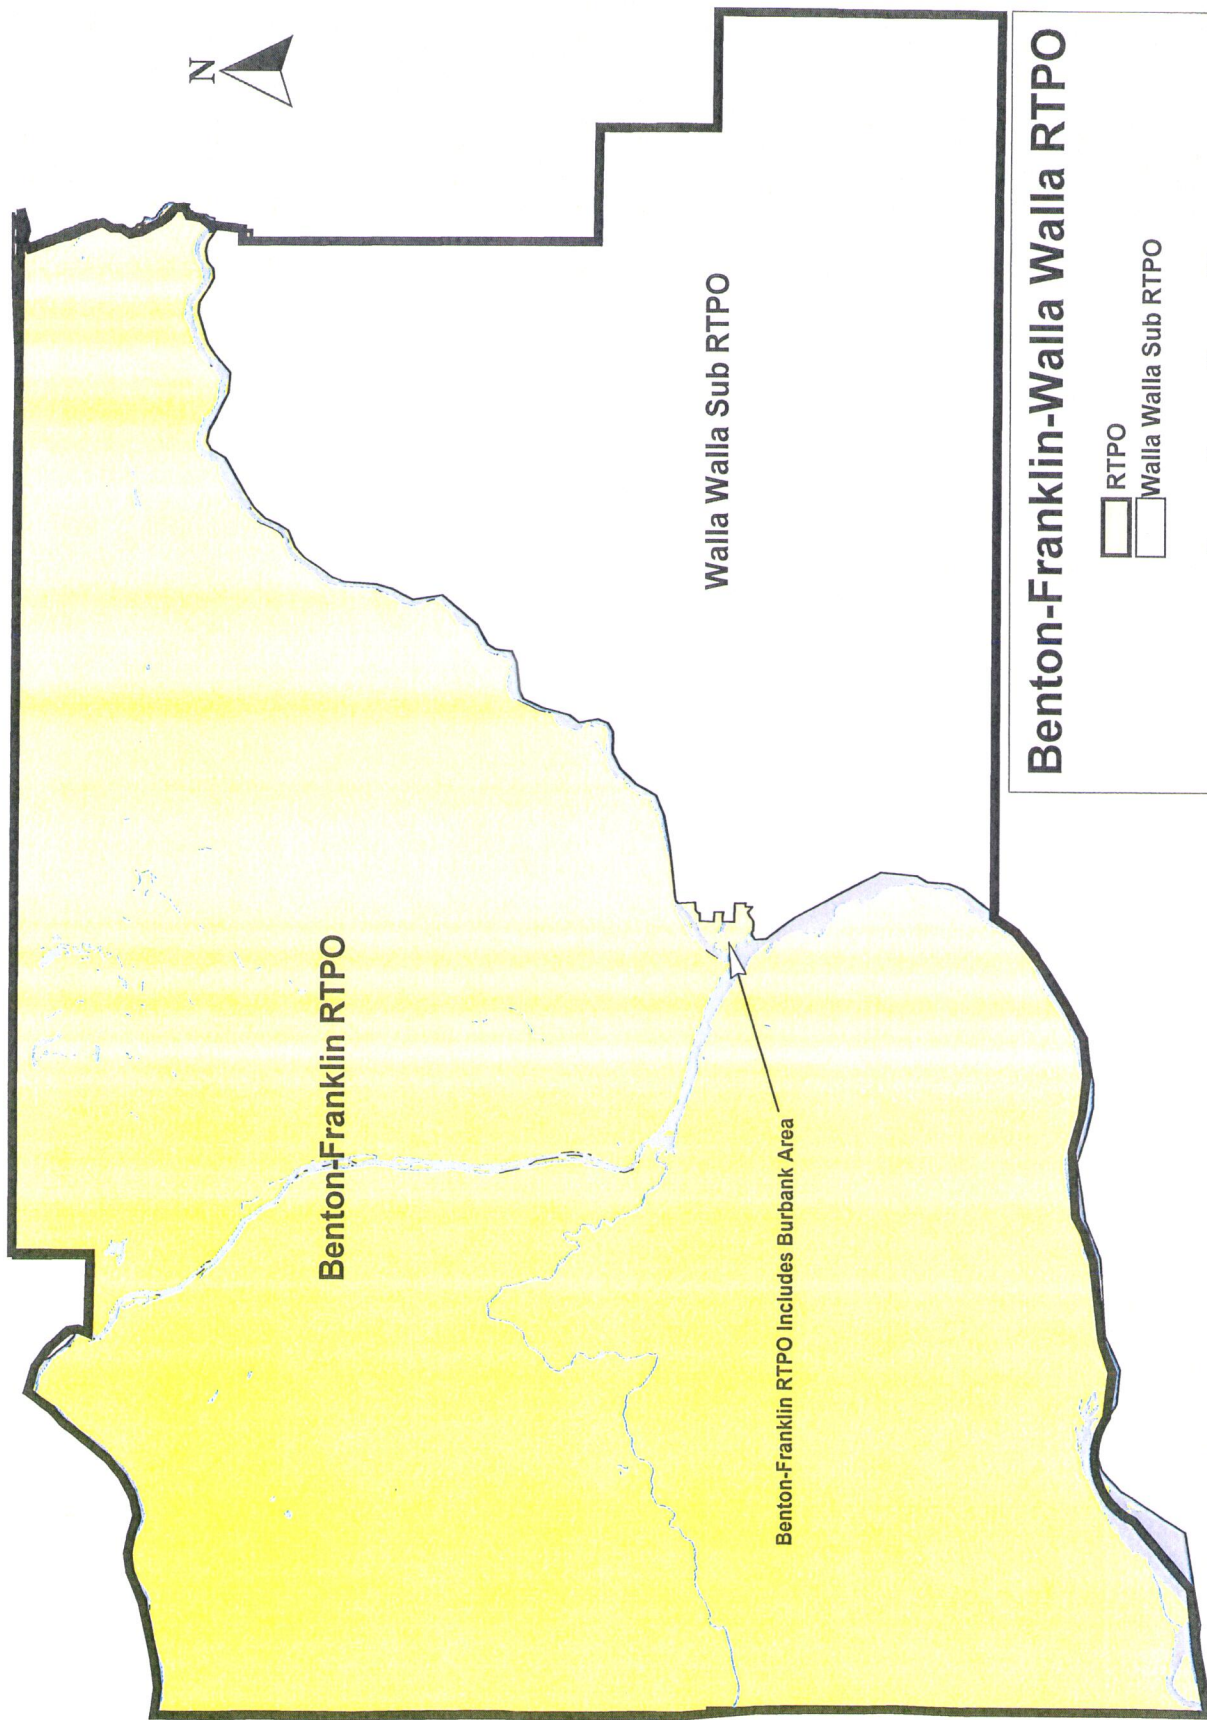 N
Benton-Franklin RTPO
Walla Walla Sub RTPO
Benton-Franklin RTPO Includes Burbank Area
Benton-Franklin-Walla Walla RTPO
RTPO
Walla Walla Sub RTPO